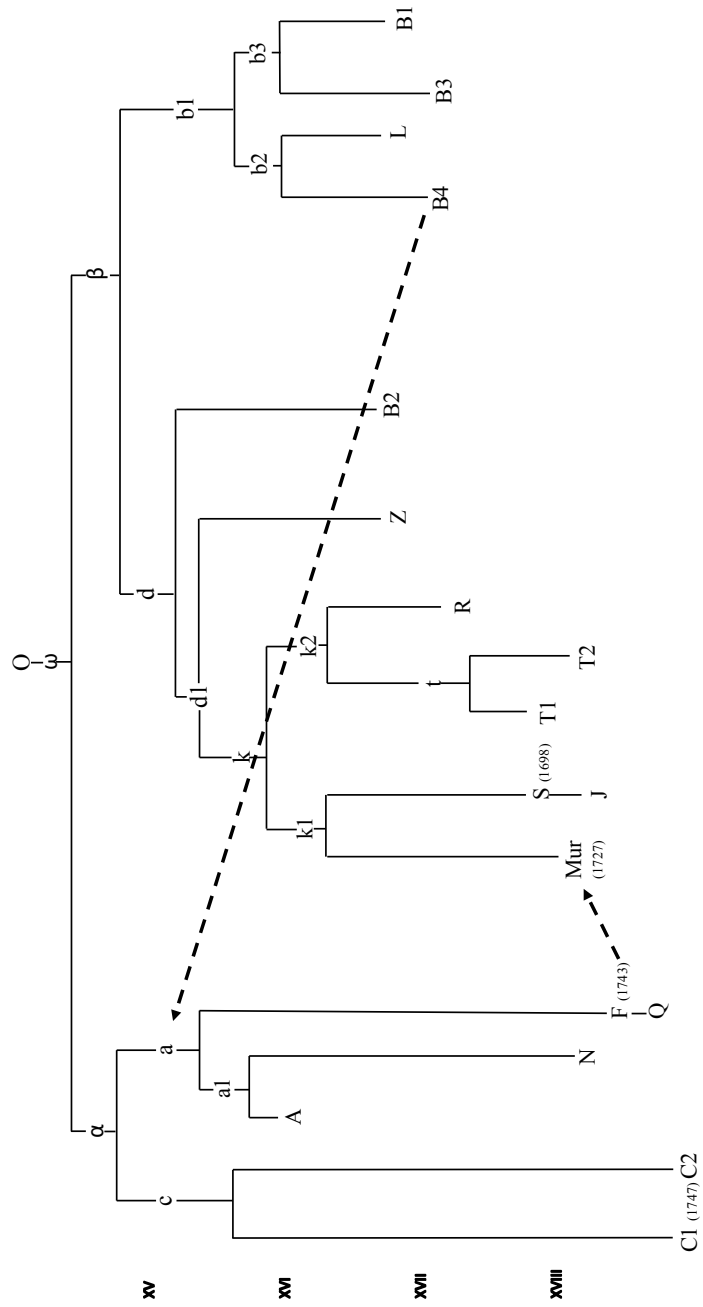 O
ω
α
β
c
a
d
b1
a1
d1
b2
b3
k
A
k1
k2
Z
B2
L
B1
t
R
B4
B3
S (1698)
T1
Mur
(1727)
T2
N
J
F (1743)
Q
C1 (1747)
C2
XV
XVI
XVII
XVIII